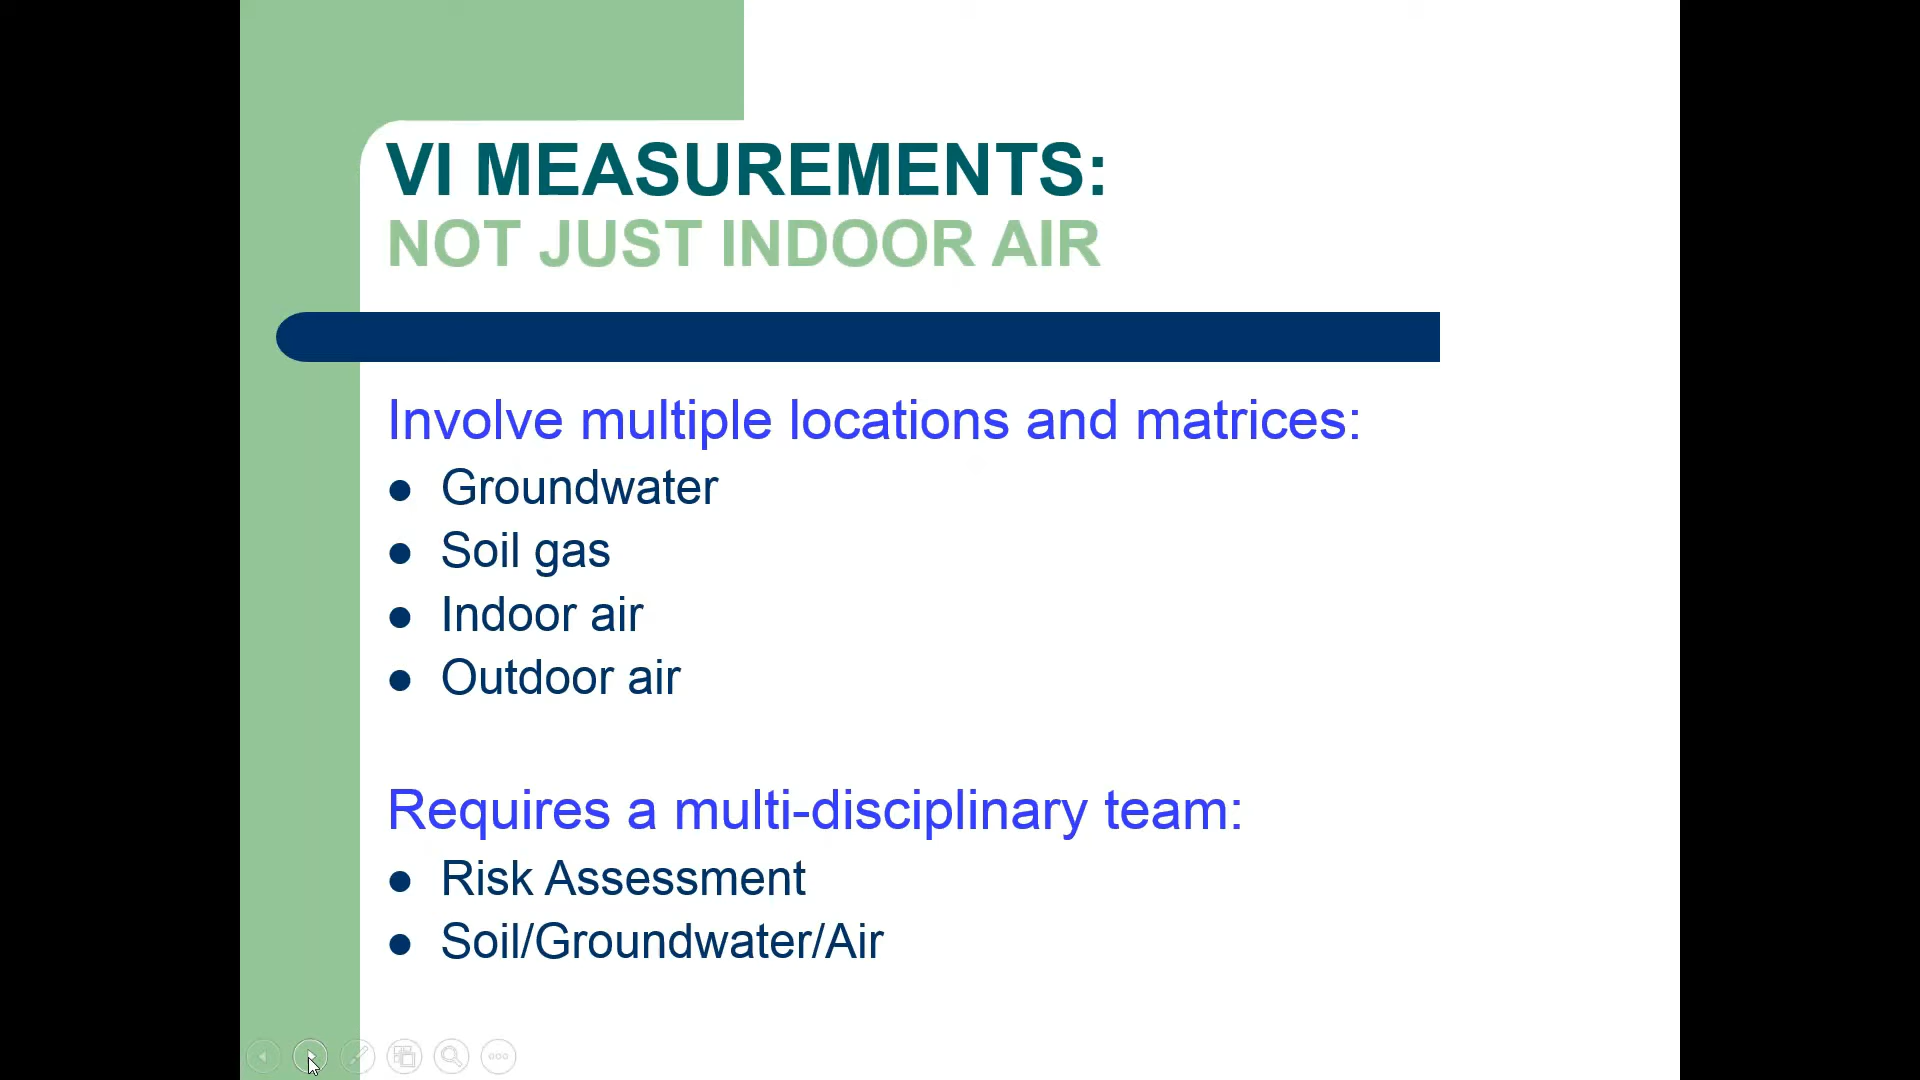 VI MEASUREMENTS:
NOT JUST INDOOR AIR
Involve multiple locations and matrices:
● Groundwater
● Soil gas
● Indoor air
● Outdoor air
Requires a multi-disciplinary team:
● Risk Assessment
● Soil/Groundwater/Air